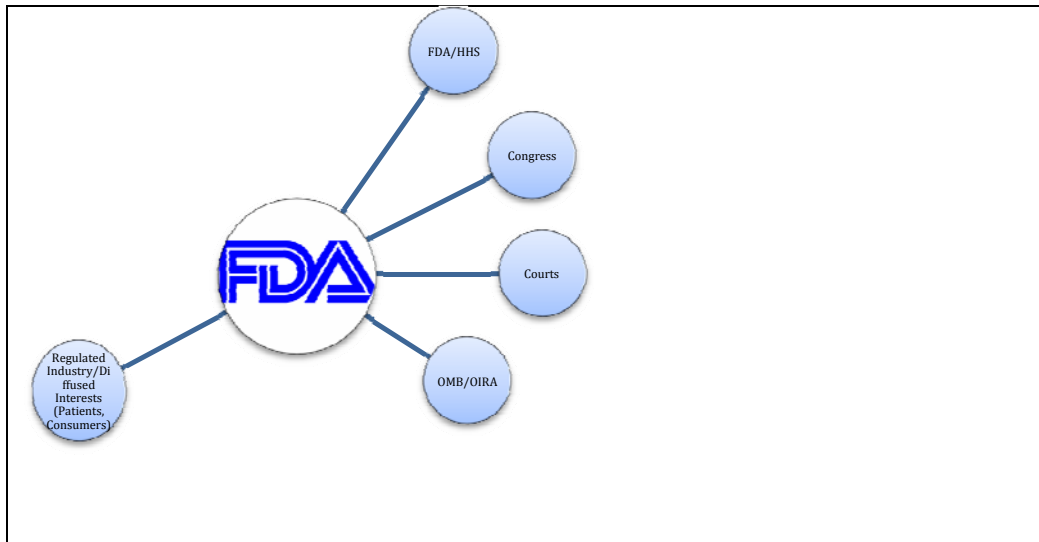 FDA/HHS
Congress
Courts
FDA
OMB/OIRA
Regulated
Industry/Di
ffused
Interests
(Patients,
Consumers)